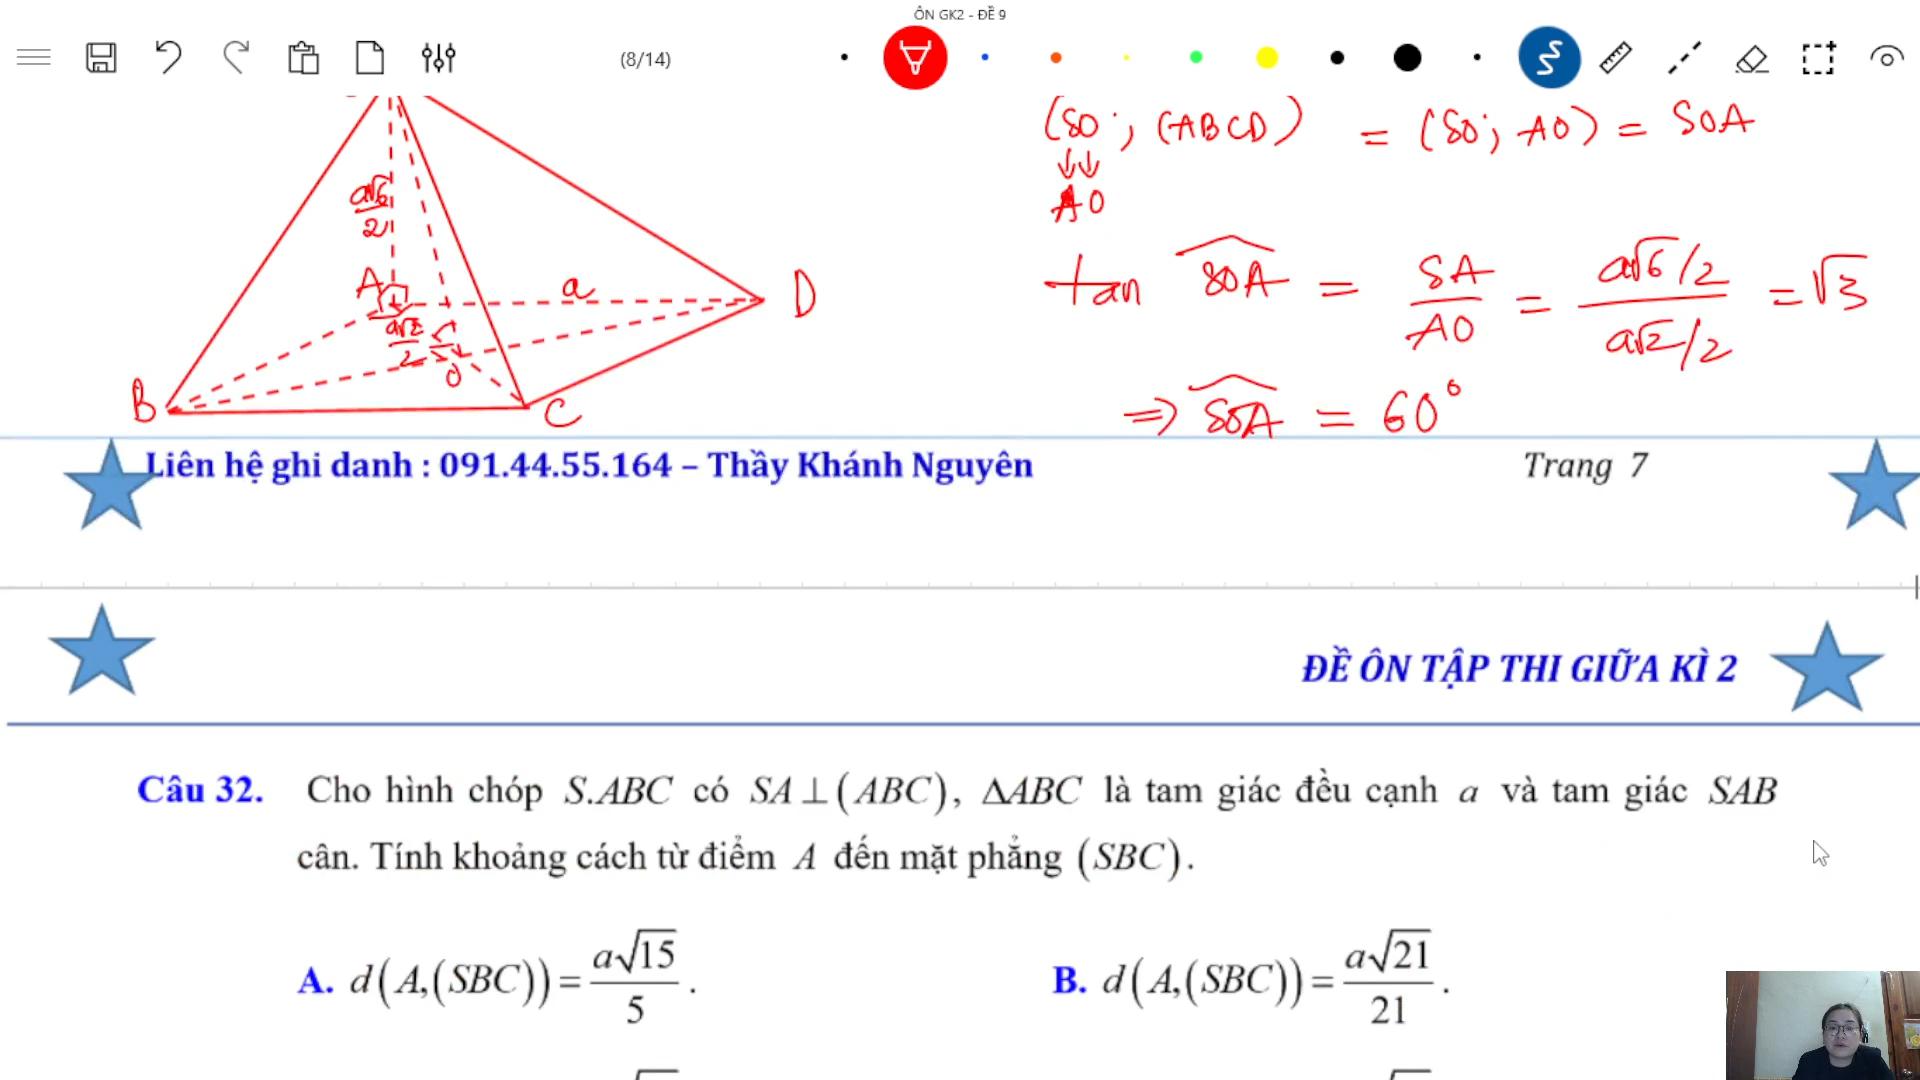 ÔN GK2 - ĐỀ 9
(8/14)
(SO; (ABCD) = (SO; AO) = SOA
AO
a√6/2
A
a
D
a√2/2
O
B
C
tan SOA = SA/AO = a√6/2 / a√2/2 = √3
⇒ SOA = 60°
Liên hệ ghi danh : 091.44.55.164 – Thầy Khánh Nguyên
Trang 7
ĐỀ ÔN TẬP THI GIỮA KÌ 2
Câu 32. Cho hình chóp S.ABC có SA⊥(ABC), ΔABC là tam giác đều cạnh a và tam giác SAB
cân. Tính khoảng cách từ điểm A đến mặt phẳng (SBC).
A. d(A,(SBC)) = a√15/5. B. d(A,(SBC)) = a√21/21.